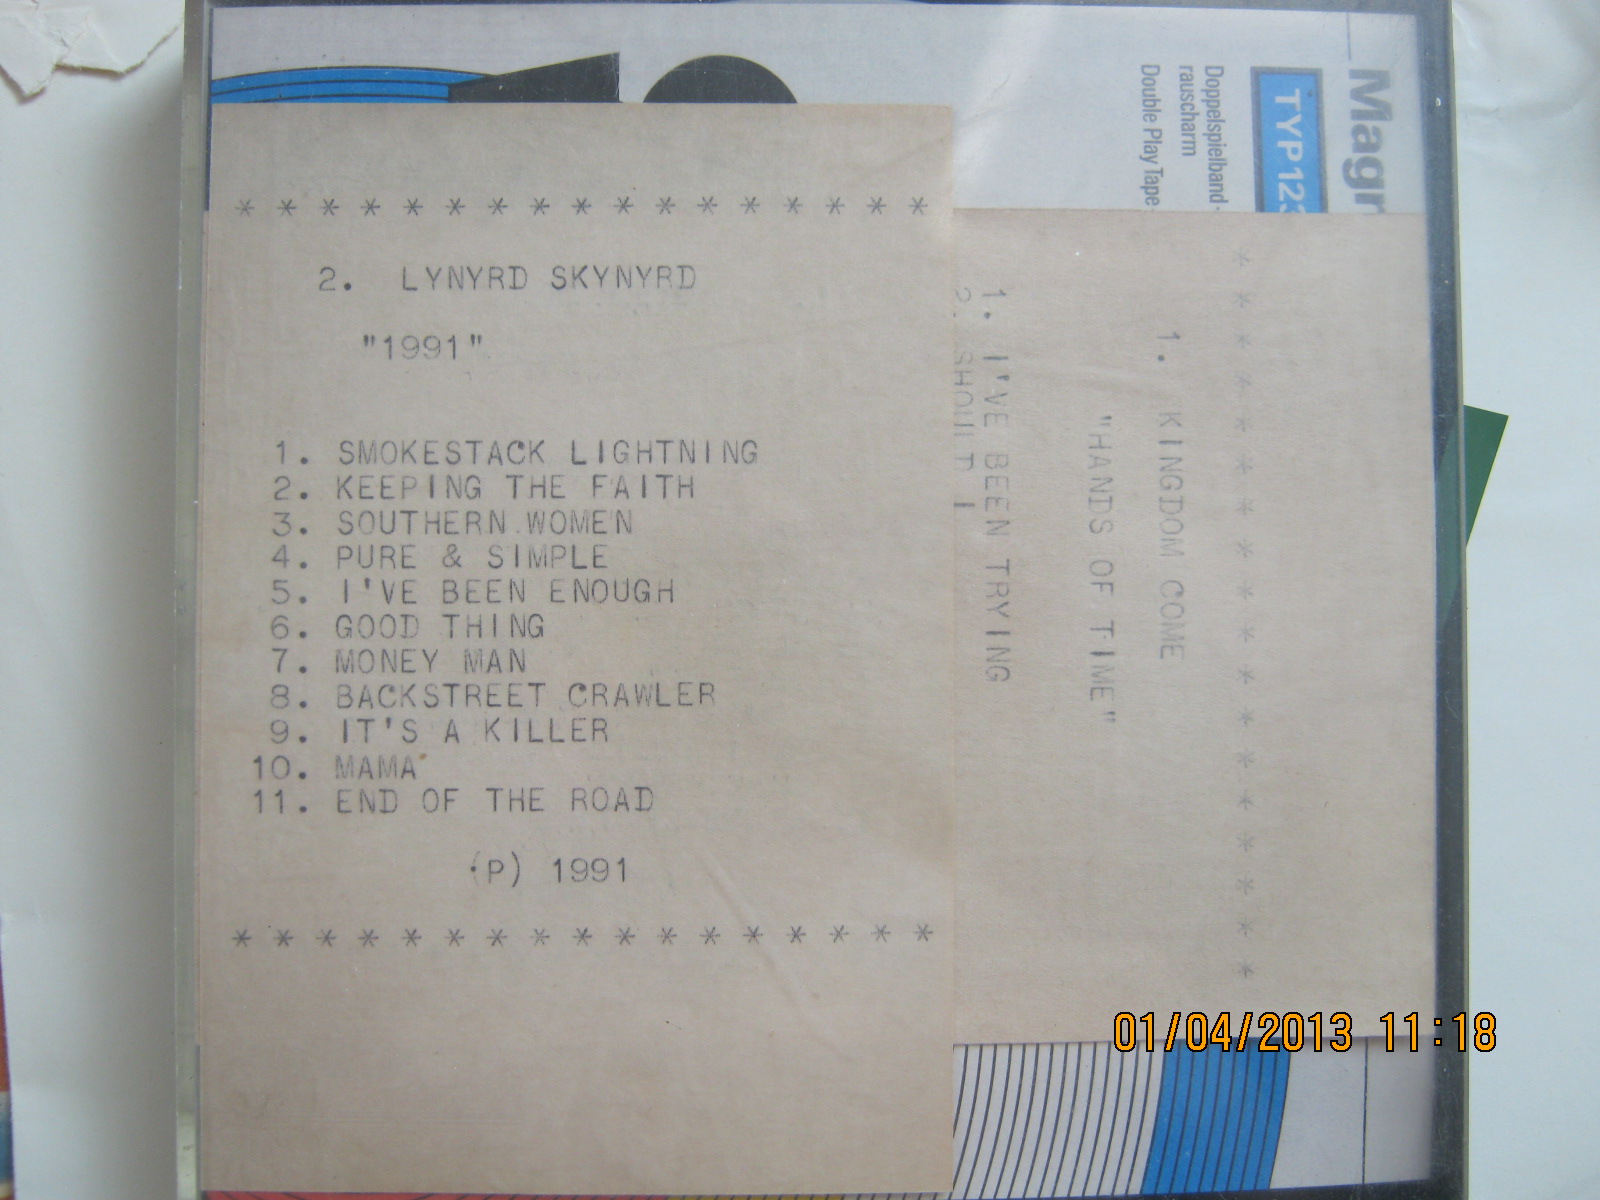 * * * * * * * * * * * * * * * * *
2. LYNYRD SKYNYRD
"1991"
1. SMOKESTACK LIGHTNING
2. KEEPING THE FAITH
3. SOUTHERN WOMEN
4. PURE & SIMPLE
5. I'VE BEEN ENOUGH
6. GOOD THING
7. MONEY MAN
8. BACKSTREET CRAWLER
9. IT'S A KILLER
10. MAMA
11. END OF THE ROAD
(P) 1991
* * * * * * * * * * * * * * * * *
Magn
TYP 123
Doppelspielband-
rauscharm
Double Play Tape-
* * * * * * * * * * * * * * * * * *
1. KINGDOM COME
"HANDS OF TIME"
1. I'VE BEEN TRYING
2. SHOULD I
01/04/2013 11:18